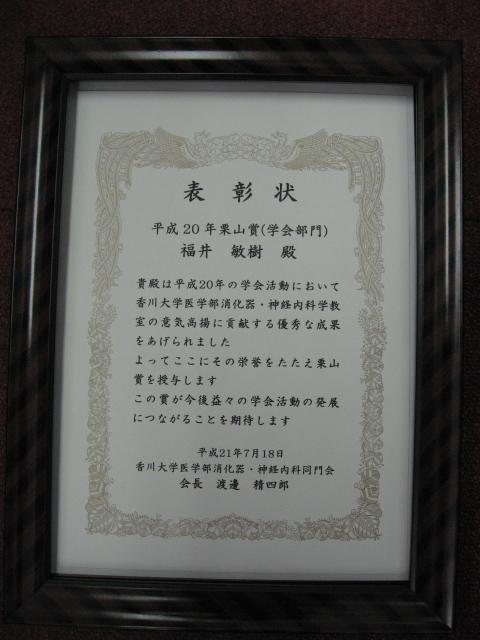 表彰状
平成20年栗山賞(学会部門)
福井 敏樹 殿
貴殿は平成20年の学会活動において
香川大学医学部消化器・神経内科学教
室の意気高揚に貢献する優秀な成果
をあげられました
よってここにその栄誉をたたえ栗山
賞を授与します
この賞が今後益々の学会活動の発展
につながることを期待します
平成21年7月18日
香川大学医学部消化器・神経内科同門会
会長 渡邊 精四郎